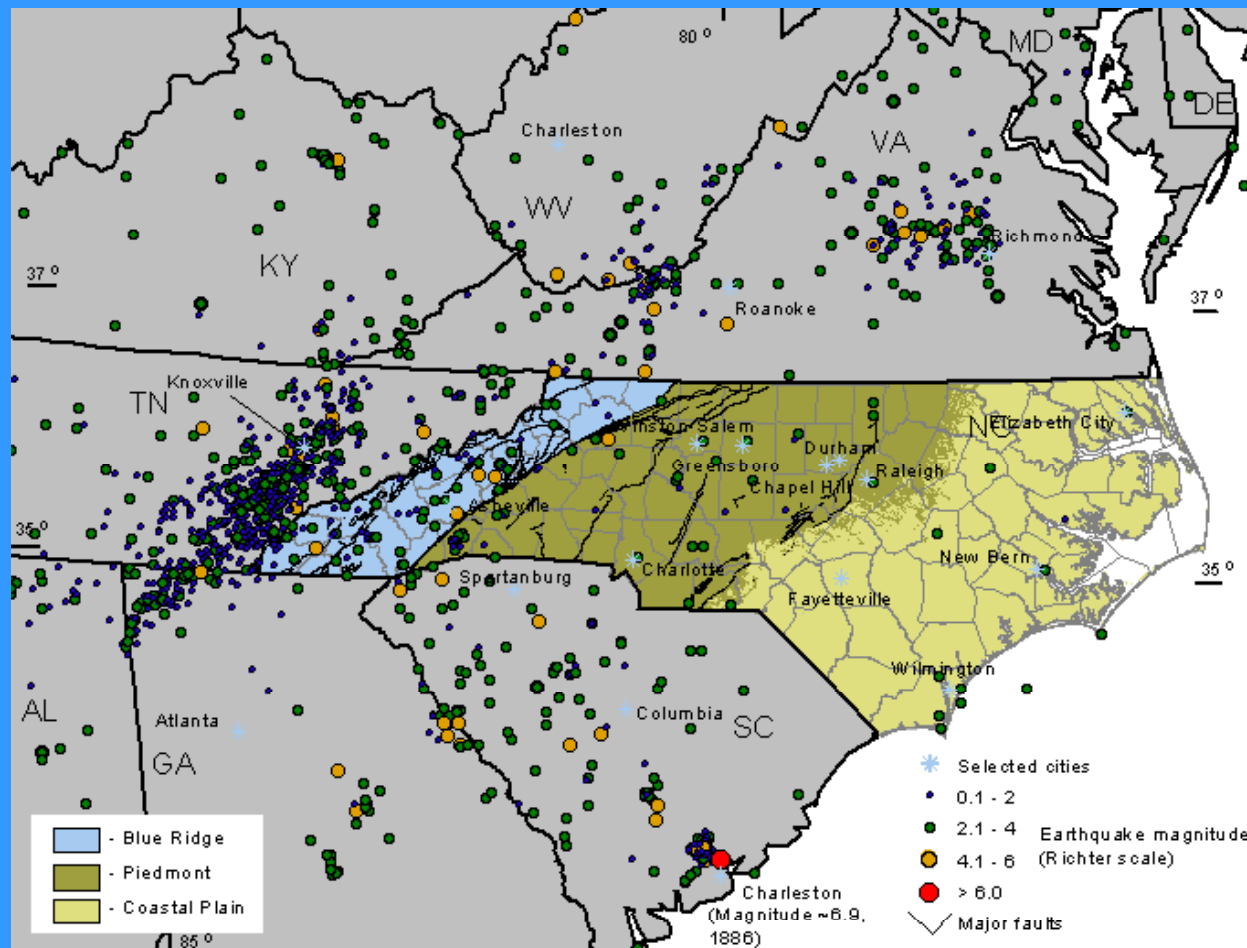 80 º
MD
DE
Charleston
VA
WV
Richmond
KY
37 º
37 º
Roanoke
Knoxville
TN
NC
Elizabeth City
Winston-Salem
Durham
Greensboro
Raleigh
Chapel Hill
Asheville
35 º
New Bern
35 º
Spartanburg
Charlotte
Fayetteville
Wilmington
AL
Atlanta
Columbia
SC
GA
Selected cities
0.1 - 2
2.1 - 4
Earthquake magnitude
4.1 - 6
(Richter scale)
> 6.0
Major faults
- Blue Ridge
- Piedmont
- Coastal Plain
Charleston
(Magnitude ~6.9,
1886)
85 º